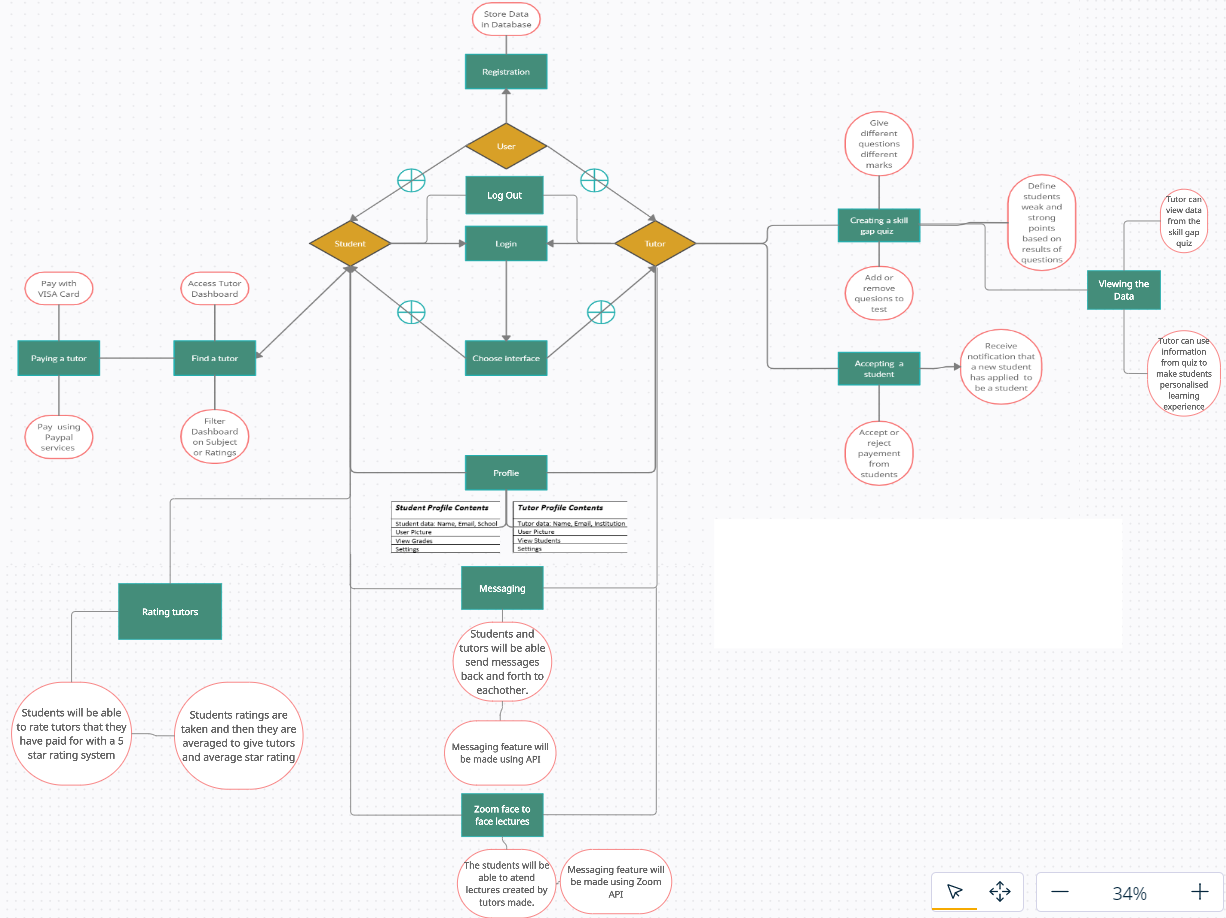 Store Data
in Database
Registration
User
Log Out
Student
Login
Tutor
Choose interface
Pay with
VISA Card
Access Tutor
Dashboard
Paying a tutor
Find a tutor
Pay using
Paypal
services
Filter
Dashboard
on Subject
or Ratings
Give
different
questions
different
marks
Creating a skill
gap quiz
Define
students
weak and
strong
points
based on
results of
questions
Add or
remove
quesions to
test
Tutor can
view data
from the
skill gap
quiz
Viewing the
Data
Tutor can use
information
from quiz to
make students
personalised
learning
experience
Accepting a
student
Receive
notification that
a new student
has applied to
be a student
Accept or
reject
payement
from
students
Proflie
Student Profile Contents
Student data: Name, Email, School
User Picture
View Grades
Settings
Tutor Profile Contents
Tutor data: Name, Email, Institution
User Picture
View Students
Settings
Rating tutors
Students will be able
to rate tutors that they
have paid for with a 5
star rating system
Students ratings are
taken and then they are
averaged to give tutors
and average star rating
Messaging
Students and
tutors will be able
send messages
back and forth to
eachother.
Messaging feature will
be made using API
Zoom face to
face lectures
The students will be
able to atend
lectures created by
tutors made.
Messaging feature will
be made using Zoom
API
34%